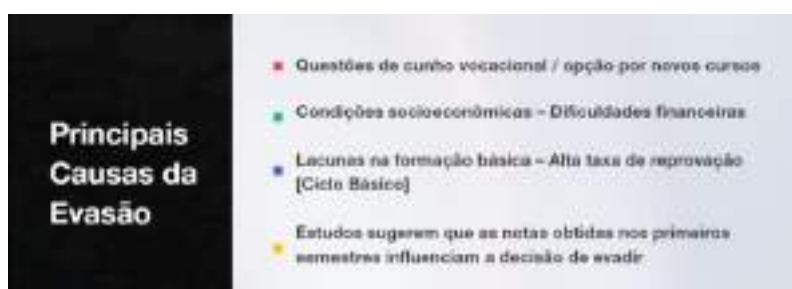 Principais
Causas da
Evasão
Questões de cunho vocacional / opção por novos cursos
Condições socioeconômicas – Dificuldades financeiras
Lacunas na formação básica – Alta taxa de reprovação
[Ciclo Básico]
Estudos sugerem que as notas obtidas nos primeiros
semestres influenciam a decisão de evadir